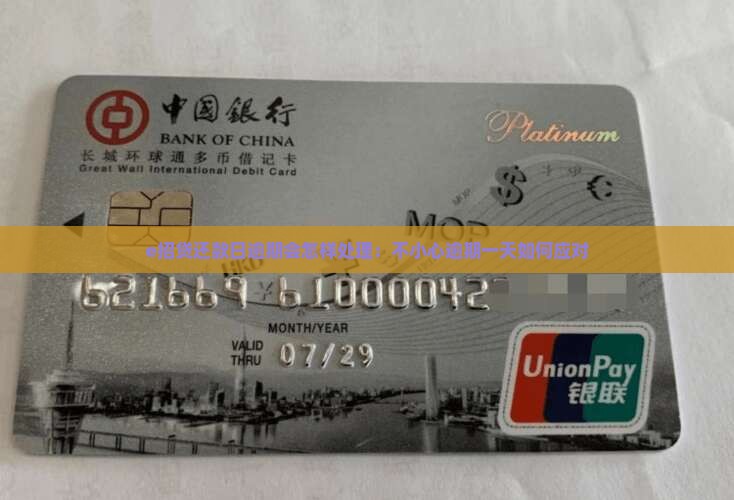 中国银行
BANK OF CHINA
长城环球通多币借记卡
Great Wall International Debit Card
Platinum
$
€
MOP
MOP
HKD
e招贷还款日逾期会怎样处理:不小心逾期一天如何应对
621669 610000042
MONTH/YEAR
VALID THRU 07/29
UnionPay
银联